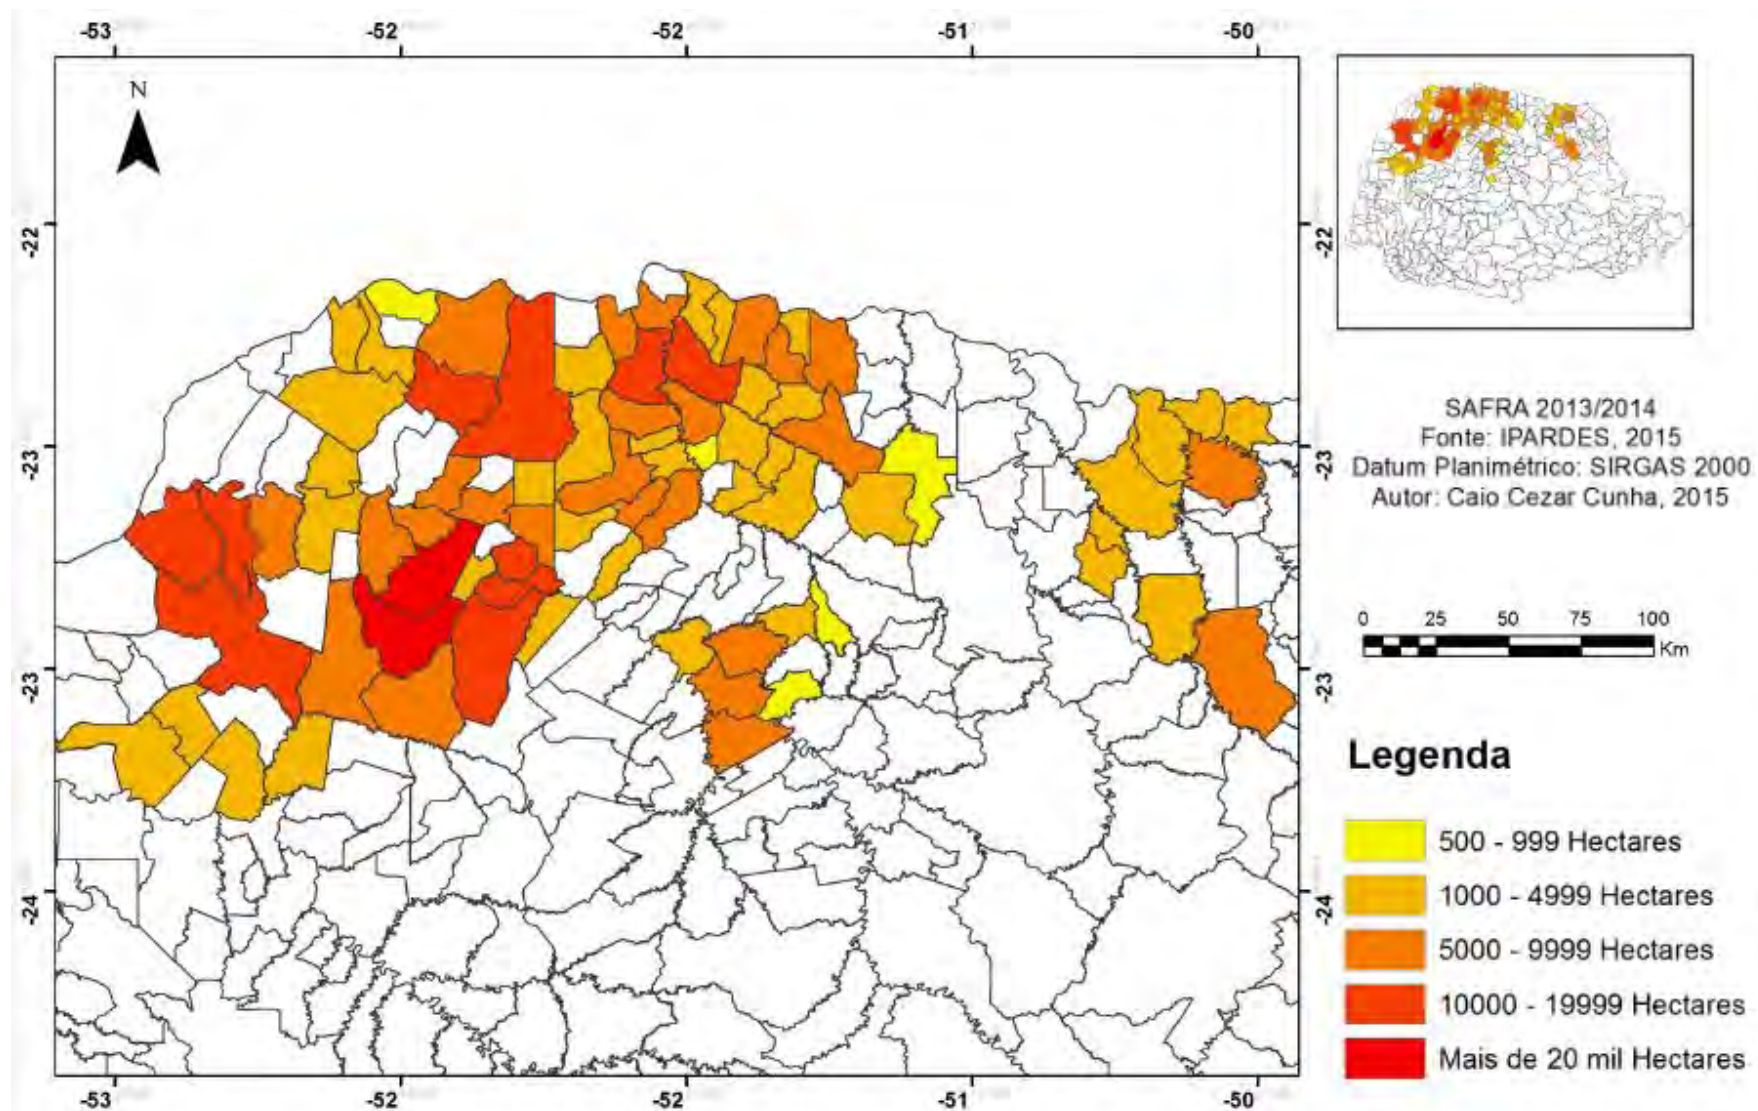 -53 -52 -52 -51 -50
N
-22 -22
-23 -23
-23 -23
-24 -24
-53 -52 -52 -51 -50
SAFRA 2013/2014
Fonte: IPARDES, 2015
Datum Planimétrico: SIRGAS 2000
Autor: Caio Cezar Cunha, 2015
0 25 50 75 100
Km
Legenda
500 - 999 Hectares
1000 - 4999 Hectares
5000 - 9999 Hectares
10000 - 19999 Hectares
Mais de 20 mil Hectares